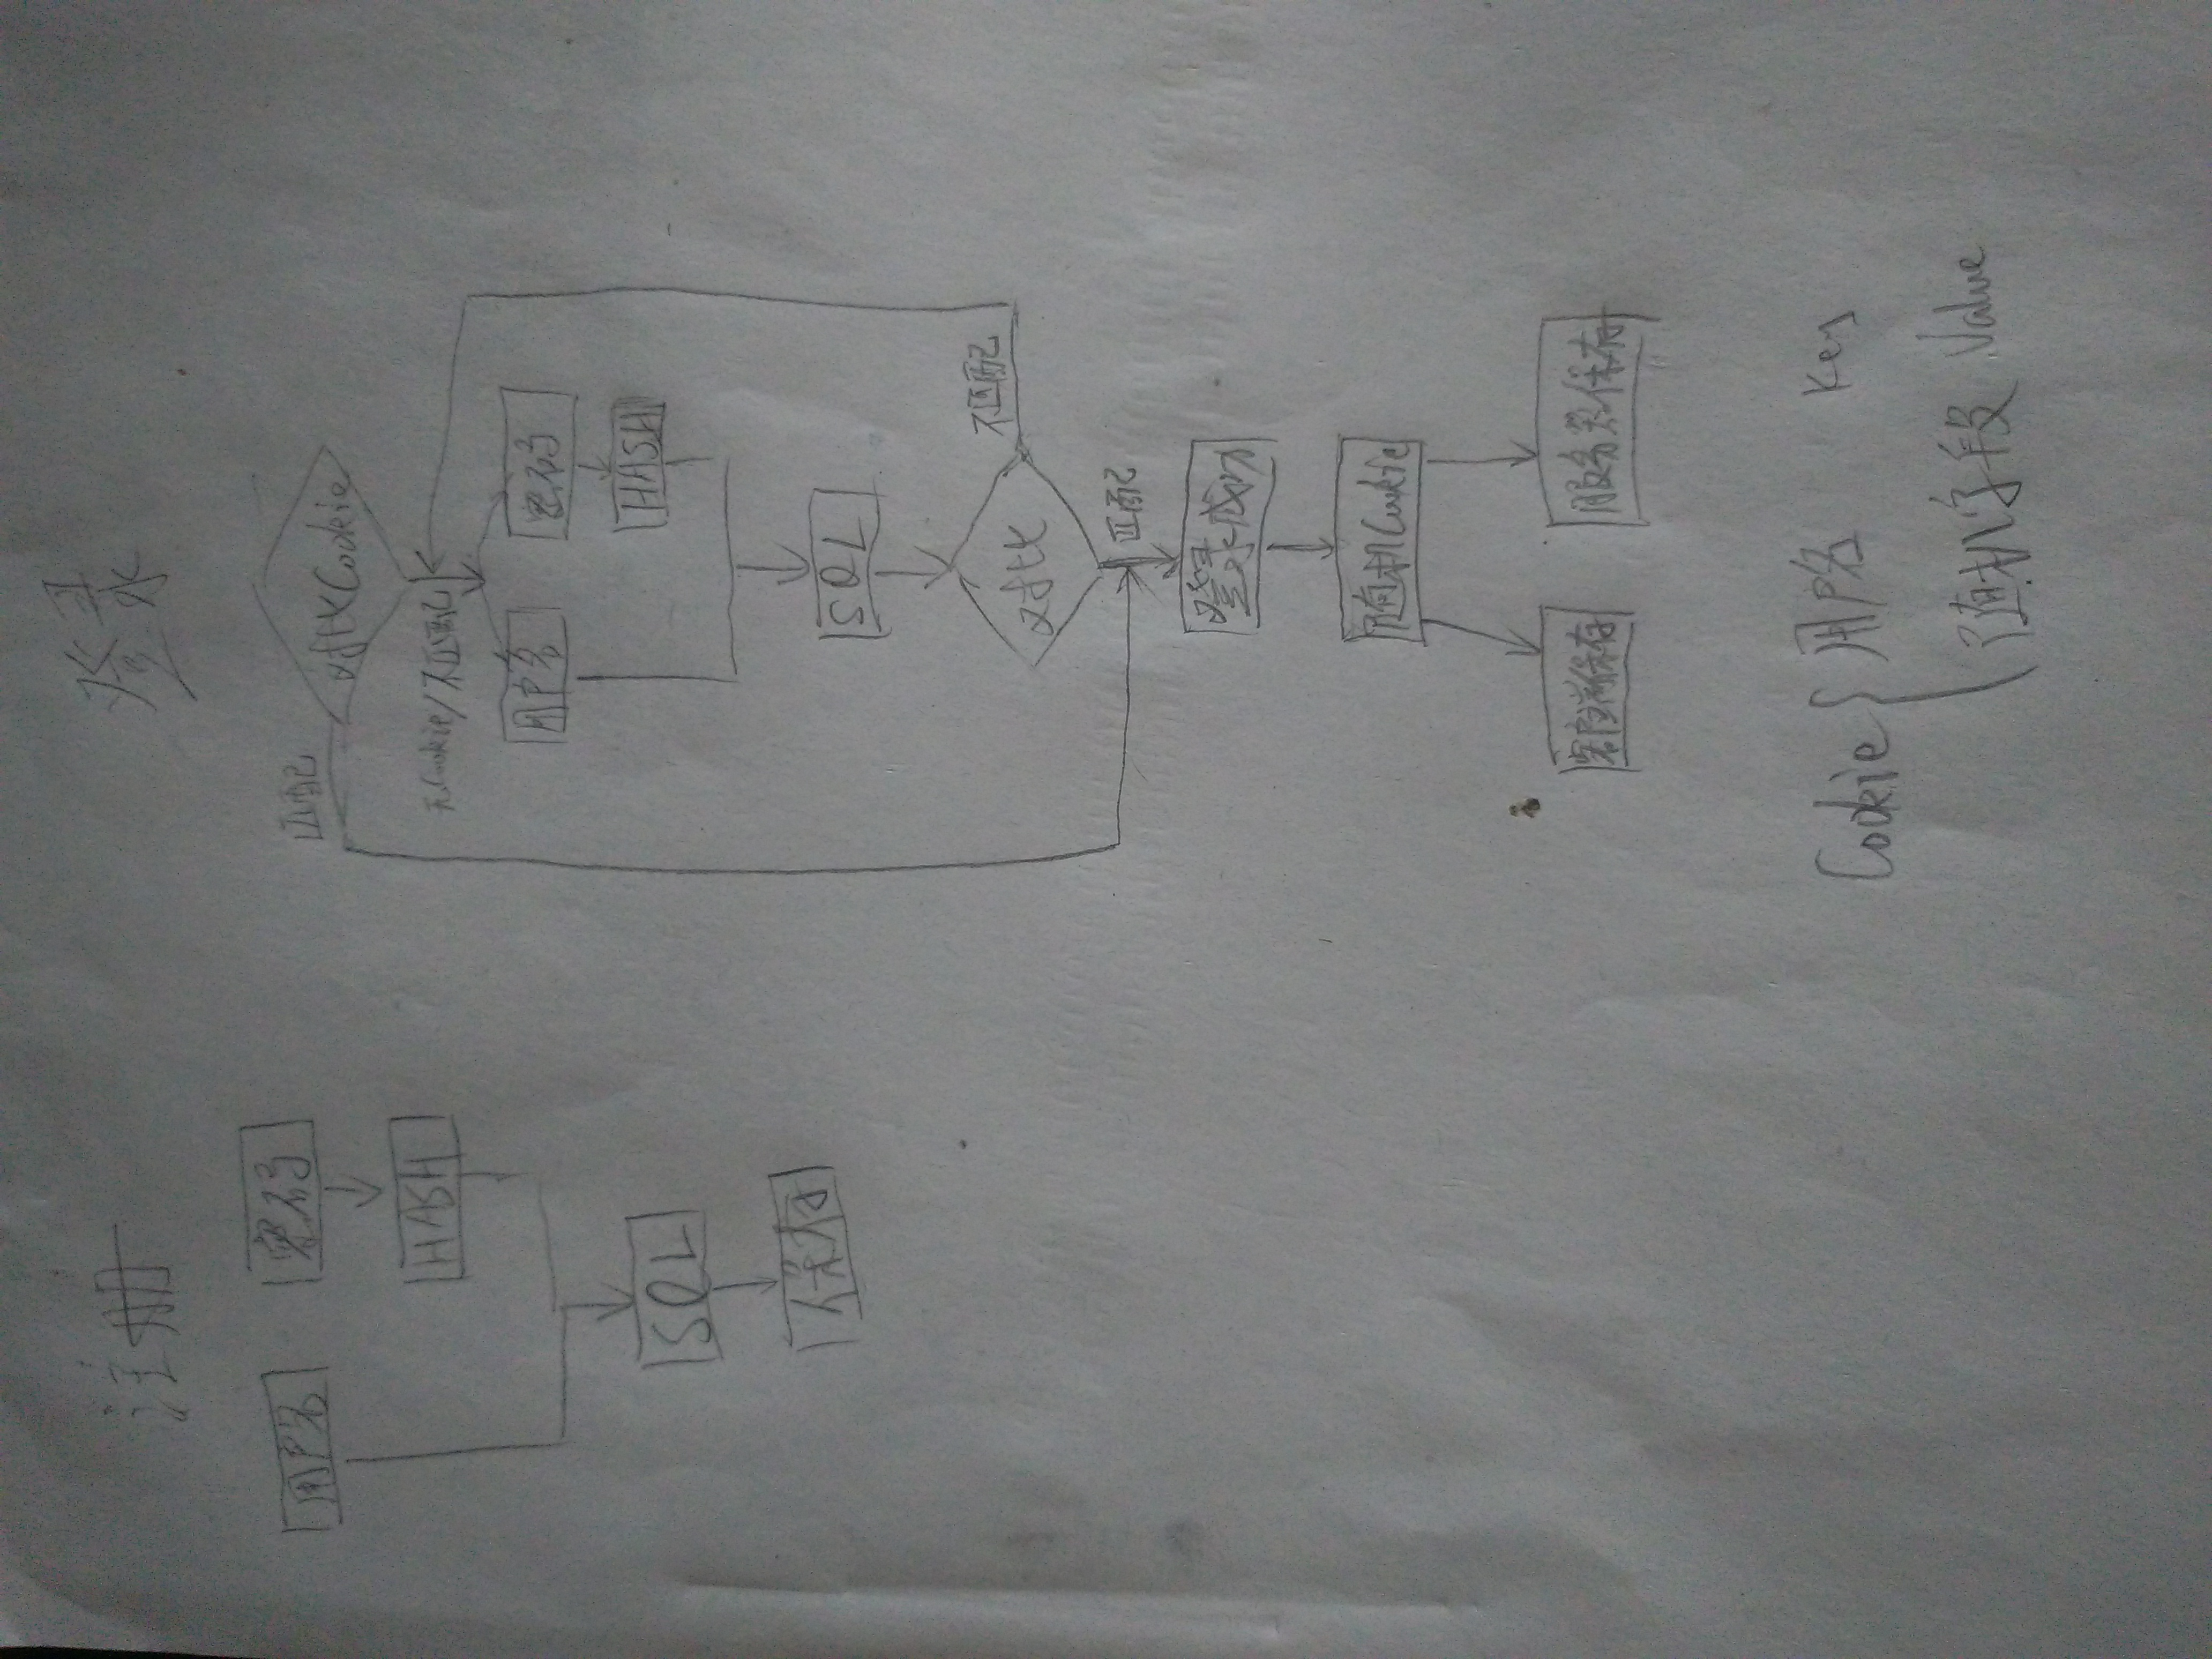 注册
用户名
密码
HASH
SQL
保存
登录
对比Cookie
匹配
无Cookie/不匹配
用户名
密码
HASH
SQL
对比
不匹配
匹配
登录成功
随机Cookie
客户端保存
服务器保存
Cookie
用户名 Key
随机字段 Value